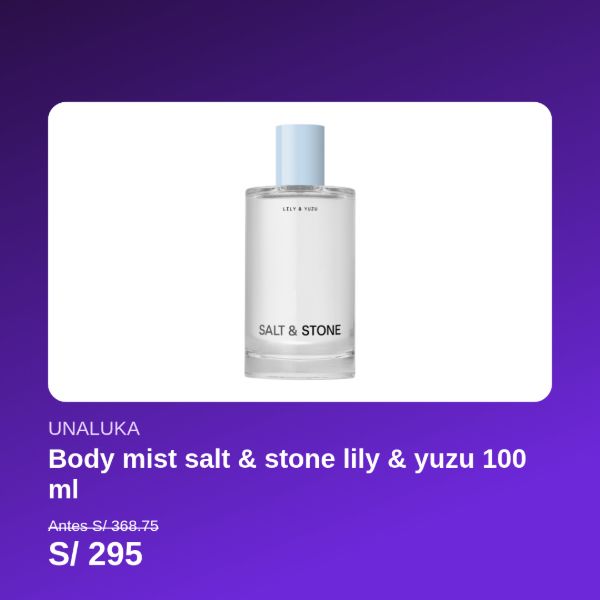 LILY & YUZU
SALT & STONE
UNALUKA
Body mist salt & stone lily & yuzu 100
ml
Antes S/ 368.75
S/ 295